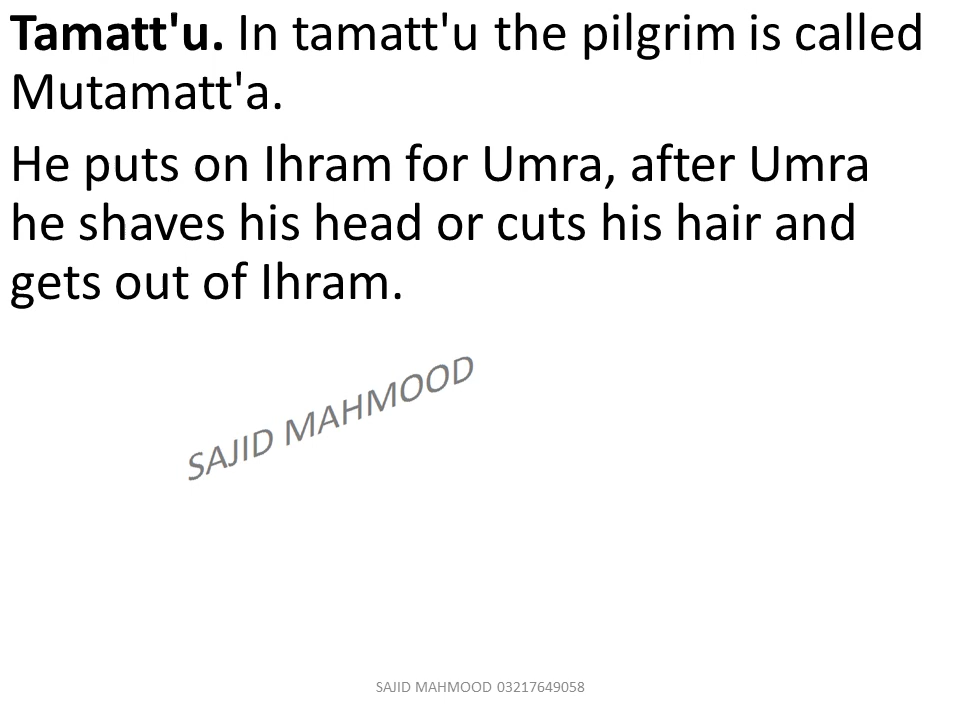 Tamatt'u. In tamatt'u the pilgrim is called
Mutamatt'a.
He puts on Ihram for Umra, after Umra
he shaves his head or cuts his hair and
gets out of Ihram.
SAJID MAHMOOD
SAJID MAHMOOD 03217649058